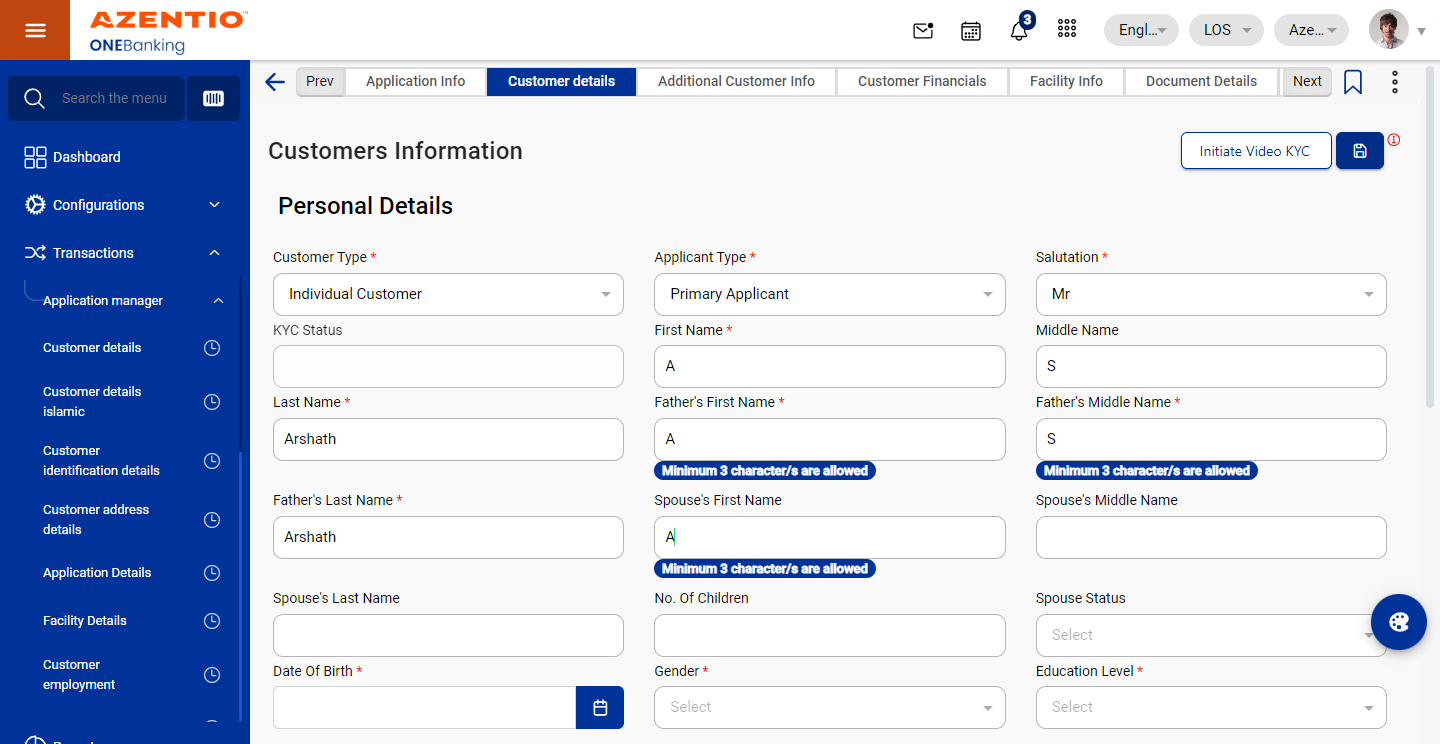 AZENTIO™
ONEBanking
3
Engl...
LOS
Aze...
Search the menu
Dashboard
Configurations
Transactions
Application manager
Customer details
Customer details
islamic
Customer
identification details
Customer address
details
Application Details
Facility Details
Customer
employment
Prev
Application Info
Customer details
Additional Customer Info
Customer Financials
Facility Info
Document Details
Next
Customers Information
Initiate Video KYC
Personal Details
Customer Type *
Applicant Type *
Salutation *
Individual Customer
Primary Applicant
Mr
KYC Status
First Name *
Middle Name
A
S
Last Name *
Father's First Name *
Father's Middle Name *
Arshath
A
S
Minimum 3 character/s are allowed
Minimum 3 character/s are allowed
Father's Last Name *
Spouse's First Name
Spouse's Middle Name
Arshath
A
Minimum 3 character/s are allowed
Spouse's Last Name
No. Of Children
Spouse Status
Select
Date Of Birth *
Gender *
Education Level *
Select
Select